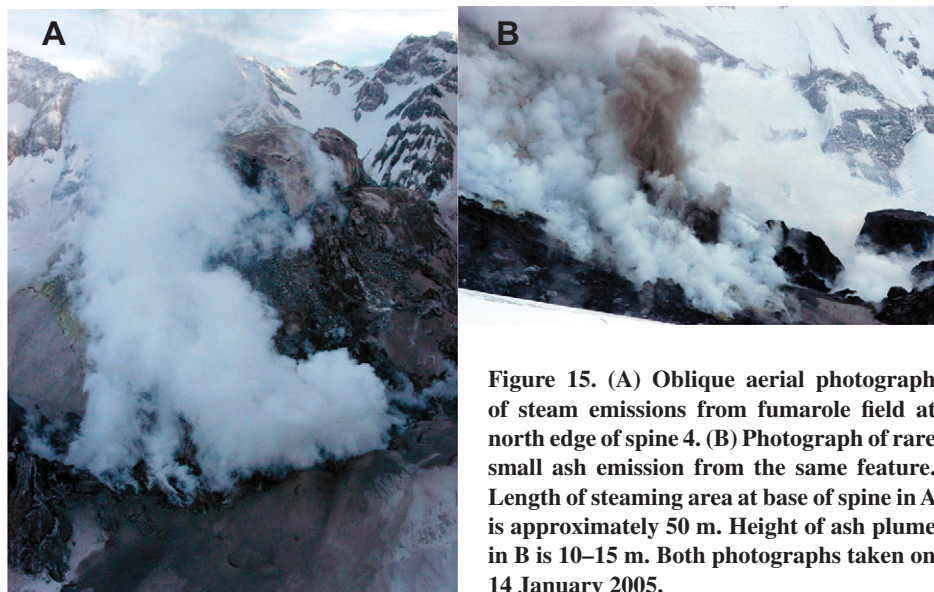 A
B
Figure 15. (A) Oblique aerial photograph
of steam emissions from fumarole field at
north edge of spine 4. (B) Photograph of rare
small ash emission from the same feature.
Length of steaming area at base of spine in A
is approximately 50 m. Height of ash plume
in B is 10–15 m. Both photographs taken on
14 January 2005.